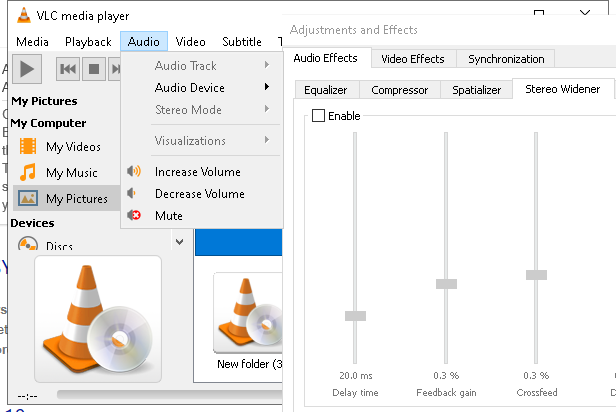 VLC media player
Media Playback Audio Video Subtitle
Audio Track
Audio Device
Stereo Mode
Visualizations
Increase Volume
Decrease Volume
Mute
My Pictures
My Computer
My Videos
My Music
My Pictures
Devices
Discs
New folder (3
--:--
Adjustments and Effects
Audio Effects Video Effects Synchronization
Equalizer Compressor Spatializer Stereo Widener
Enable
20.0 ms 0.3 % 0.3 %
Delay time Feedback gain Crossfeed